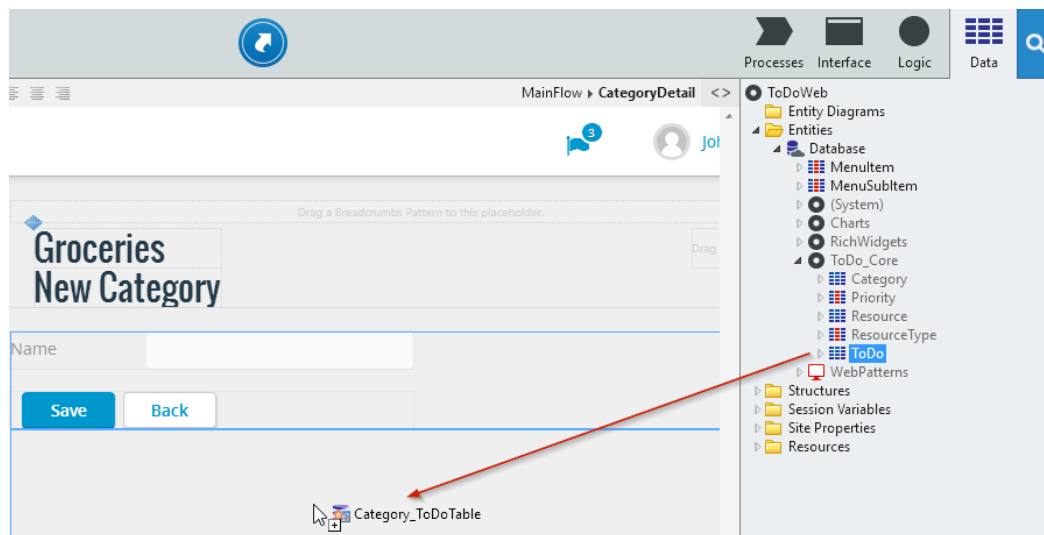 Processes Interface Logic Data
MainFlow CategoryDetail <>
3
Drag a Breadcrumbs Pattern to this placeholder.
Groceries
New Category
Drag
Name
Save Back
Category_ToDoTable
ToDoWeb
Entity Diagrams
Entities
Database
MenuItem
MenuSubItem
(System)
Charts
RichWidgets
ToDo_Core
Category
Priority
Resource
ResourceType
ToDo
WebPatterns
Structures
Session Variables
Site Properties
Resources